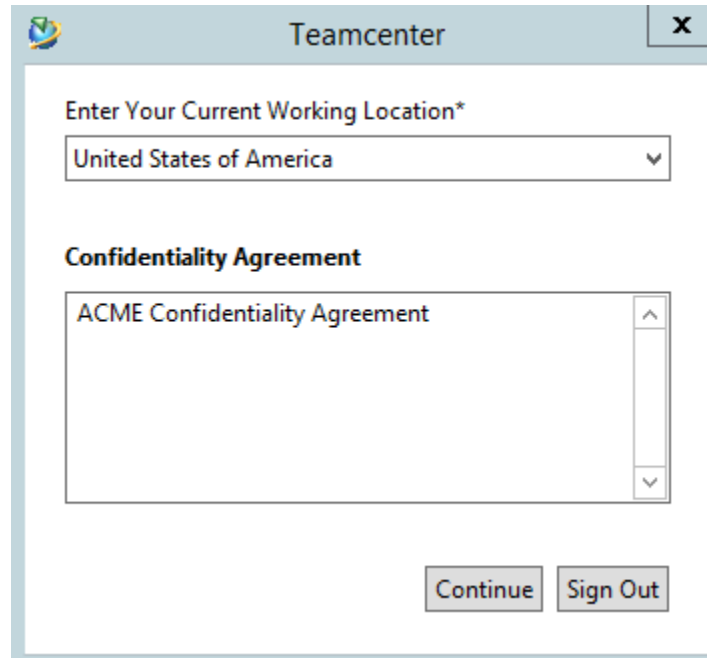 Teamcenter
x
Enter Your Current Working Location*
United States of America
Confidentiality Agreement
ACME Confidentiality Agreement
Continue Sign Out